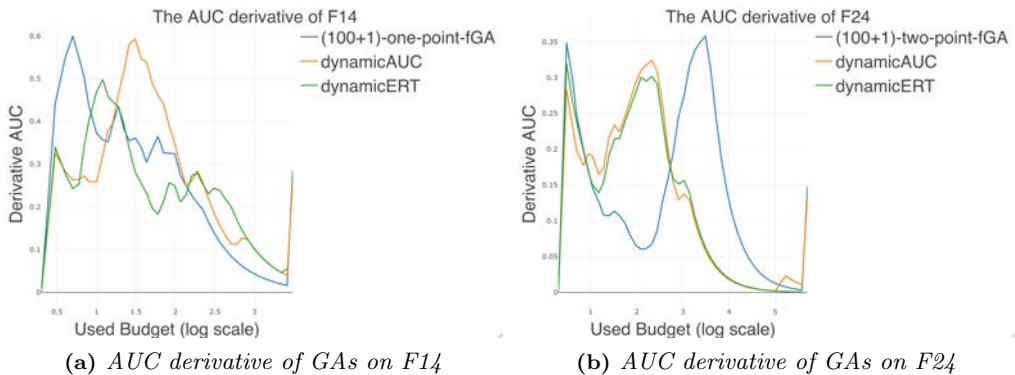 The AUC derivative of F14
(100+1)-one-point-fGA
dynamicAUC
dynamicERT
Derivative AUC
0.6
0.5
0.4
0.3
0.2
0.1
0
0.5 1 1.5 2 2.5 3
Used Budget (log scale)
(a) AUC derivative of GAs on F14
The AUC derivative of F24
(100+1)-two-point-fGA
dynamicAUC
dynamicERT
Derivative AUC
0.35
0.3
0.25
0.2
0.15
0.1
0.05
0
1 2 3 4 5
Used Budget (log scale)
(b) AUC derivative of GAs on F24